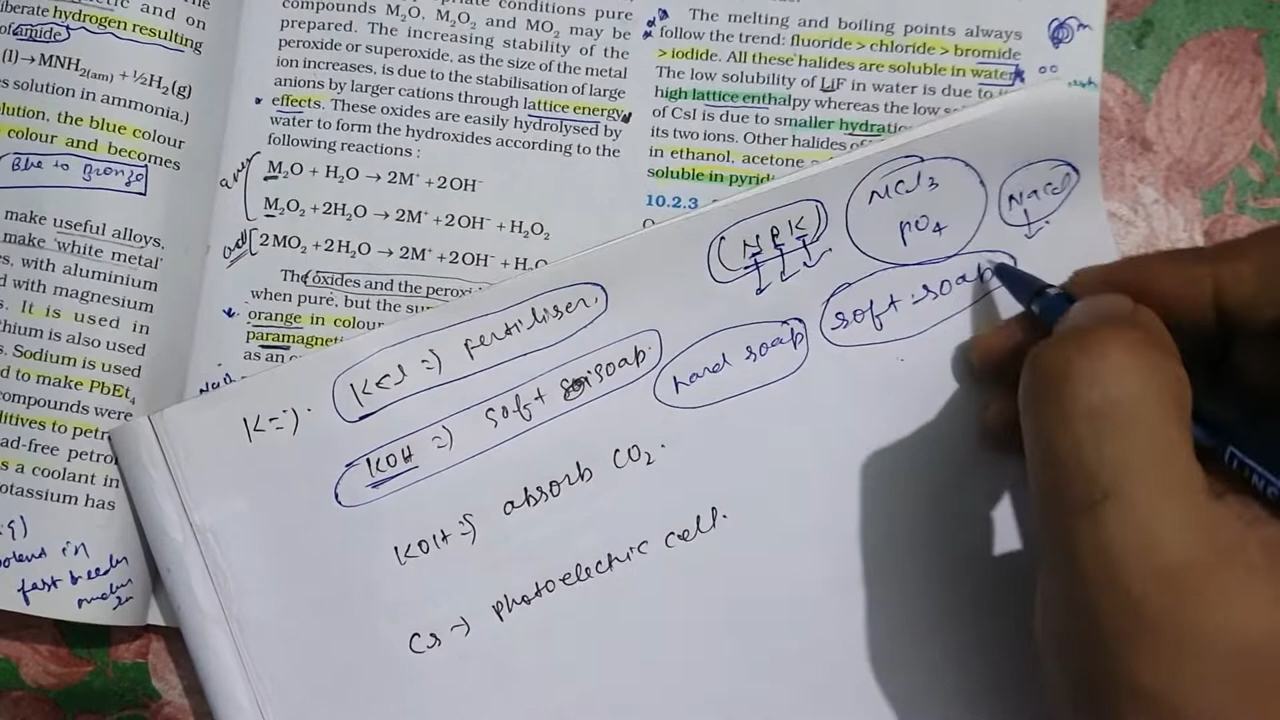 liberate hydrogen resulting
of amide
(l) → MNH2(am) + ½H2(g)
es solution in ammonia.)
lution, the blue colour
colour and becomes
Blue to Bronze
make useful alloys,
make 'white metal'
s, with aluminium
d with magnesium
s. It is used in
hium is also used
s. Sodium is used
d to make PbEt4
compounds were
ditives to petr
ad-free petro
s a coolant in
otassium has
fast breeder
conditions pure
compounds M2O, M2O2 and MO2 may be
prepared. The increasing stability of the
peroxide or superoxide, as the size of the metal
ion increases, is due to the stabilisation of large
anions by larger cations through lattice energy
effects. These oxides are easily hydrolysed by
water to form the hydroxides according to the
following reactions :
M2O + H2O → 2M+ + 2OH−
M2O2 + 2H2O → 2M+ + 2OH− + H2O2
2MO2 + 2H2O → 2M+ + 2OH− + H2O
The oxides and the peroxi
when pure, but the su
orange in colour
paramagneti
as an
The melting and boiling points always
follow the trend: fluoride > chloride > bromide
> iodide. All these halides are soluble in water
The low solubility of LiF in water is due to i
high lattice enthalpy whereas the low s
of CsI is due to smaller hydratio
its two ions. Other halides of
in ethanol, acetone
soluble in pyrid
10.2.3
(NPK)
NCl3
PO4
NaCl
K =) KCl =) fertiliser,
KOH =) soft soap.
hard soap
soft soap
KOH =) absorb CO2.
Cs → photoelectric cell.